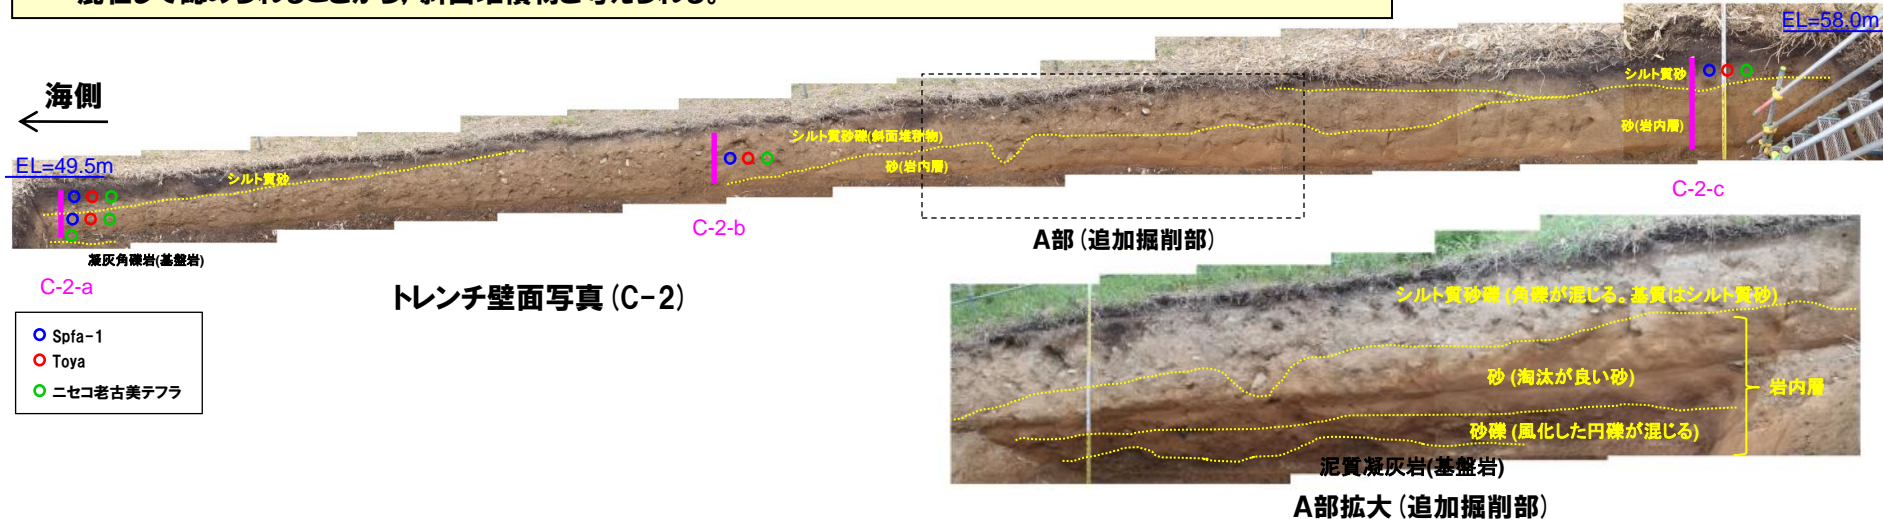 海側
EL=49.5m
EL=58.0m
シルト質砂
シルト質砂礫(斜面堆積物)
砂(岩内層)
シルト質砂
砂(岩内層)
凝灰角礫岩(基盤岩)
C-2-a
C-2-b
C-2-c
A部(追加掘削部)
トレンチ壁面写真(C-2)
Spfa-1
Toya
ニセコ老古美テフラ
シルト質砂礫(角礫が混じる。基質はシルト質砂)
砂(淘汰が良い砂)
岩内層
砂礫(風化した円礫が混じる)
泥質凝灰岩(基盤岩)
A部拡大(追加掘削部)